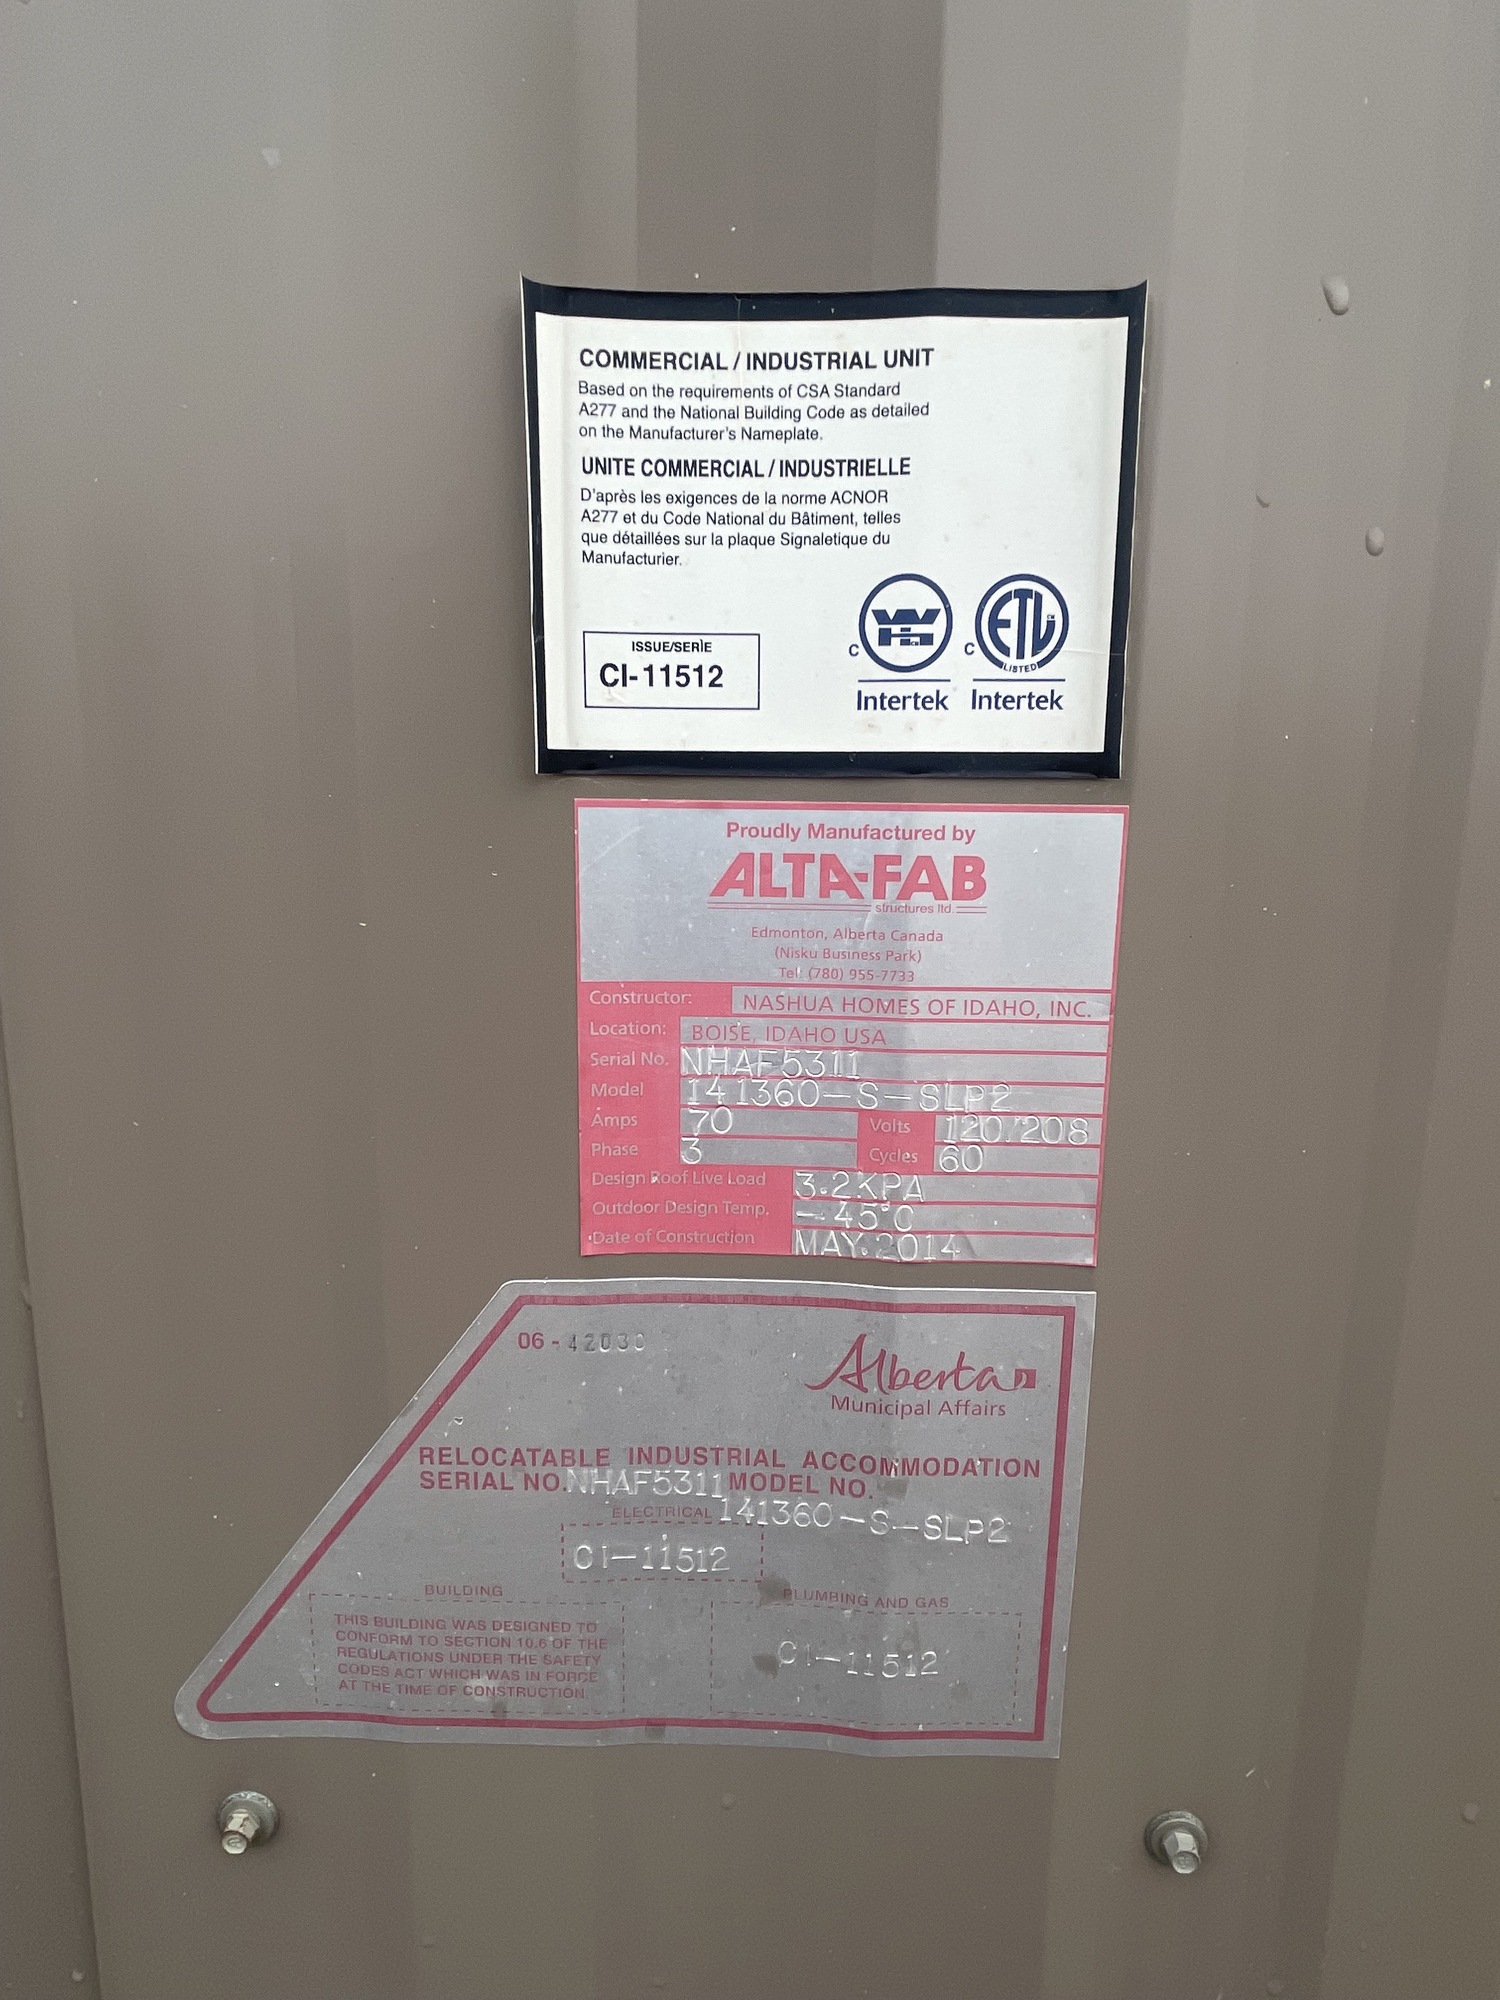 COMMERCIAL / INDUSTRIAL UNIT
Based on the requirements of CSA Standard
A277 and the National Building Code as detailed
on the Manufacturer's Nameplate.
UNITE COMMERCIAL / INDUSTRIELLE
D'après les exigences de la norme ACNOR
A277 et du Code National du Bâtiment, telles
que détaillées sur la plaque Signaletique du
Manufacturier.
ISSUE/SERIE
CI-11512
C WH C ETL
LISTED
Intertek Intertek
Proudly Manufactured by
ALTA-FAB
structures ltd.
Edmonton, Alberta Canada
(Nisku Business Park)
Tel: (780) 955-7733
Constructor: NASHUA HOMES OF IDAHO, INC.
Location: BOISE, IDAHO USA
Serial No. NHAF5311
Model 141360-S-SLP2
Amps 70 Volts 120/208
Phase 3 Cycles 60
Design Roof Live Load 3.2KPA
Outdoor Design Temp. -45°C
Date of Construction MAY.2014
06 - 42030
Alberta
Municipal Affairs
RELOCATABLE INDUSTRIAL ACCOMMODATION
SERIAL NO. NHAF5311 MODEL NO.
ELECTRICAL 141360-S-SLP2
CI-11512
BUILDING
THIS BUILDING WAS DESIGNED TO
CONFORM TO SECTION 10.6 OF THE
REGULATIONS UNDER THE SAFETY
CODES ACT WHICH WAS IN FORCE
AT THE TIME OF CONSTRUCTION.
PLUMBING AND GAS
CI-11512